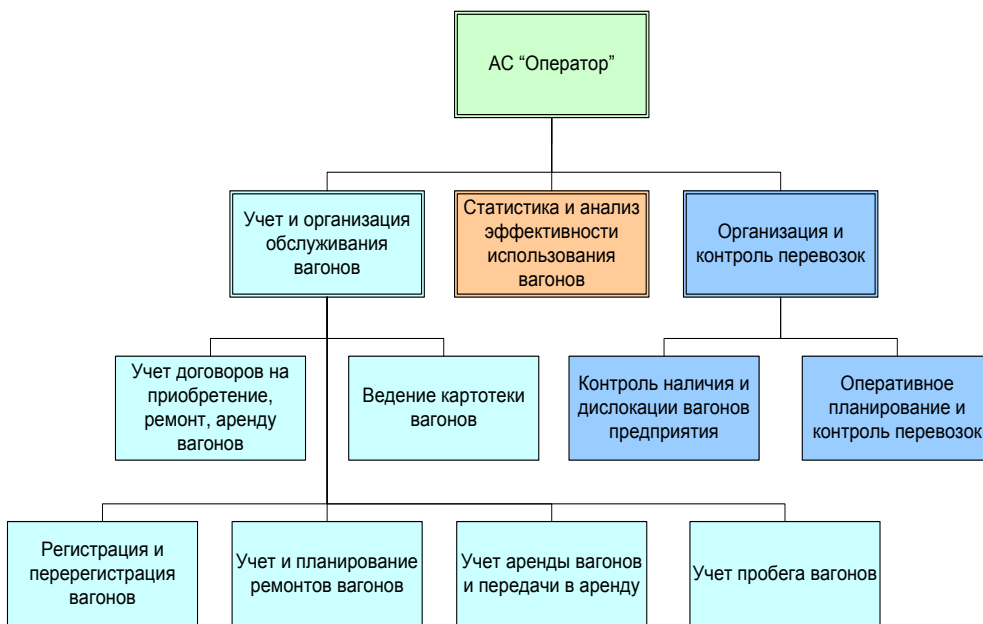 АС “Оператор”
Учет и организация
обслуживания
вагонов
Статистика и анализ
эффективности
использования
вагонов
Организация и
контроль перевозок
Учет договоров на
приобретение,
ремонт, аренду
вагонов
Ведение картотеки
вагонов
Контроль наличия и
дислокации вагонов
предприятия
Оперативное
планирование и
контроль перевозок
Регистрация и
перерегистрация
вагонов
Учет и планирование
ремонтов вагонов
Учет аренды вагонов
и передачи в аренду
Учет пробега вагонов